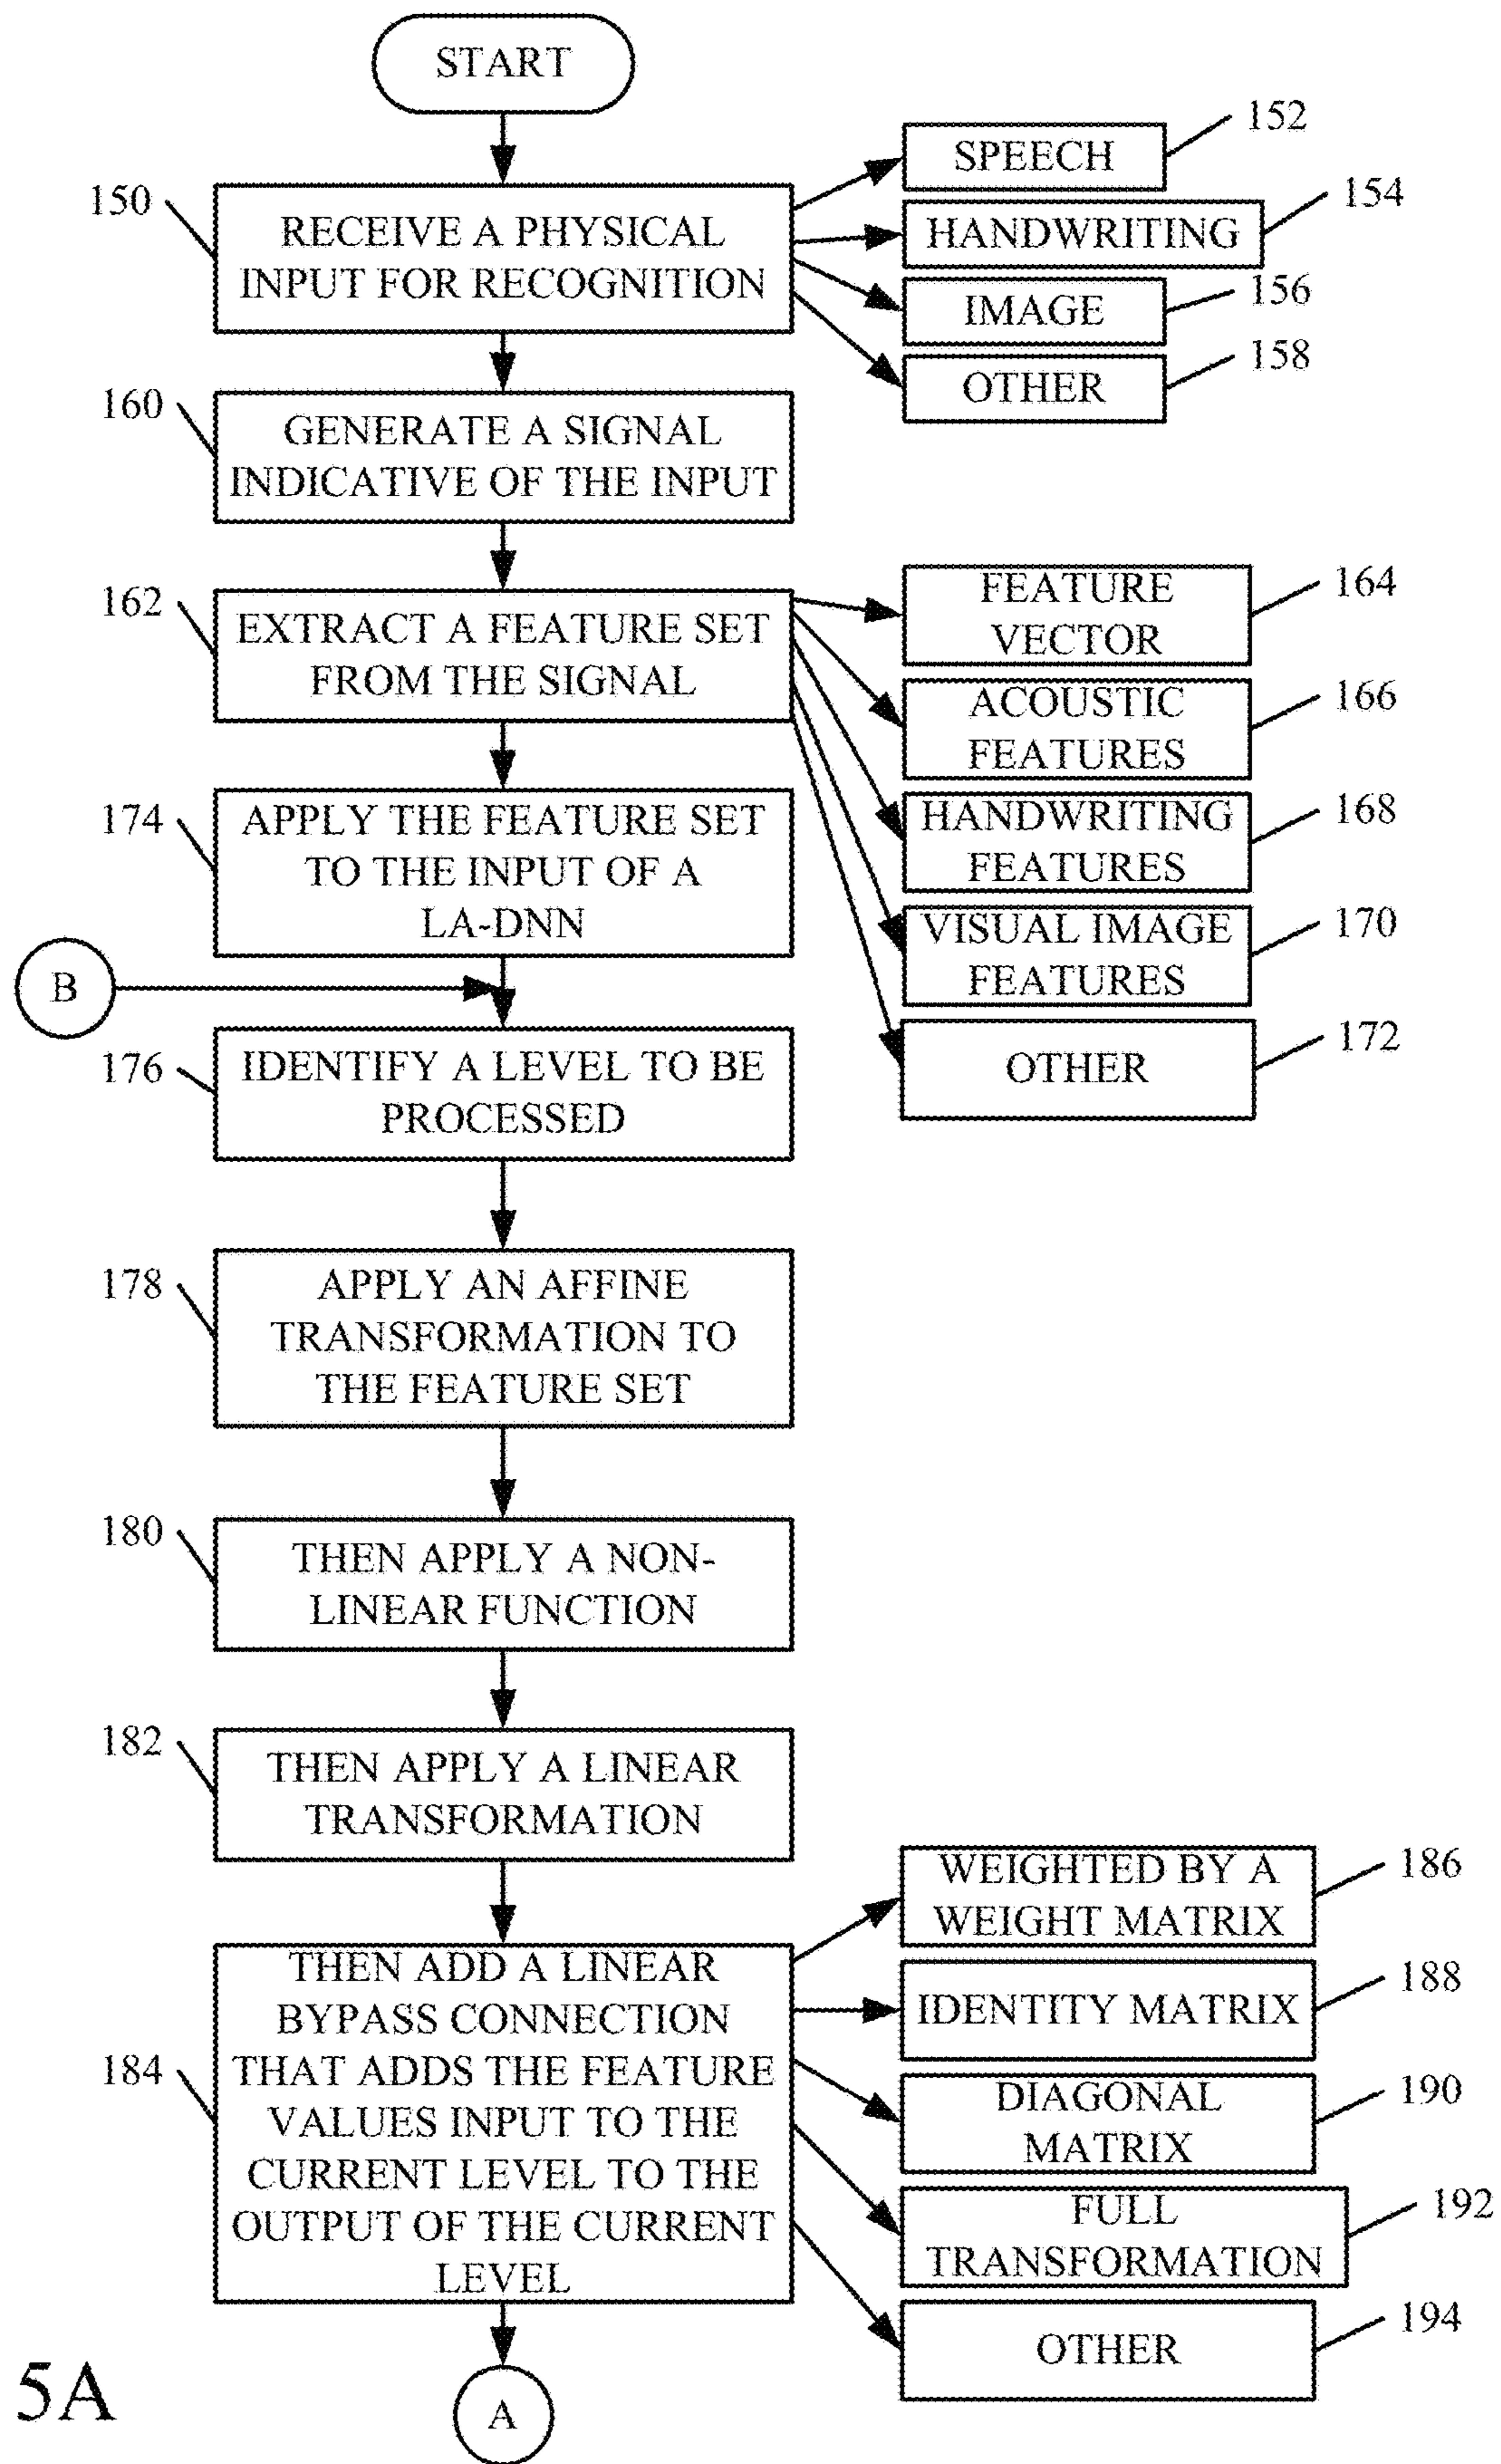 START
150
RECEIVE A PHYSICAL
INPUT FOR RECOGNITION
SPEECH
152
HANDWRITING
154
IMAGE
156
OTHER
158
160
GENERATE A SIGNAL
INDICATIVE OF THE INPUT
162
EXTRACT A FEATURE SET
FROM THE SIGNAL
FEATURE
VECTOR
164
ACOUSTIC
FEATURES
166
HANDWRITING
FEATURES
168
VISUAL IMAGE
FEATURES
170
OTHER
172
174
APPLY THE FEATURE SET
TO THE INPUT OF A
LA-DNN
B
176
IDENTIFY A LEVEL TO BE
PROCESSED
178
APPLY AN AFFINE
TRANSFORMATION TO
THE FEATURE SET
180
THEN APPLY A NON-
LINEAR FUNCTION
182
THEN APPLY A LINEAR
TRANSFORMATION
184
THEN ADD A LINEAR
BYPASS CONNECTION
THAT ADDS THE FEATURE
VALUES INPUT TO THE
CURRENT LEVEL TO THE
OUTPUT OF THE CURRENT
LEVEL
WEIGHTED BY A
WEIGHT MATRIX
186
IDENTITY MATRIX
188
DIAGONAL
MATRIX
190
FULL
TRANSFORMATION
192
OTHER
194
5A
A